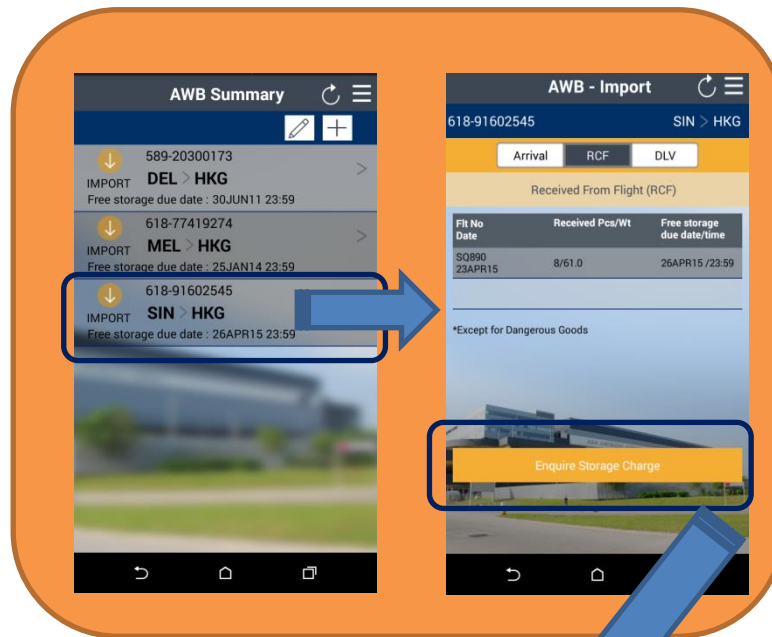 AWB Summary
589-20300173
IMPORT
DEL > HKG
Free storage due date : 30JUN11 23:59
618-77419274
IMPORT
MEL > HKG
Free storage due date : 25JAN14 23:59
618-91602545
IMPORT
SIN > HKG
Free storage due date : 26APR15 23:59
AWB - Import
618-91602545 SIN > HKG
Arrival RCF DLV
Received From Flight (RCF)
Flt No Received Pcs/Wt Free storage
Date due date/time
SQ890
23APR15 8/61.0 26APR15 /23:59
*Except for Dangerous Goods
Enquire Storage Charge